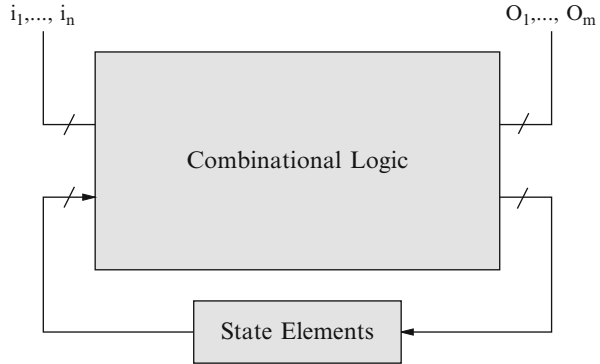 i₁,..., iₙ
O₁,..., Oₘ
Combinational Logic
State Elements